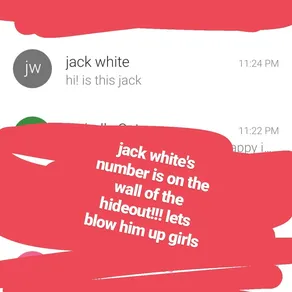 jw
jack white
11:24 PM
hi! is this jack
11:22 PM
jack white's
number is on the
wall of the
hideout!!! lets
blow him up girls